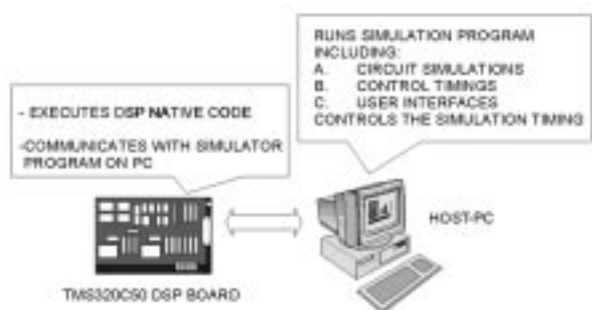 RUNS SIMULATION PROGRAM
INCLUDING:
A. CIRCUIT SIMULATIONS
B. CONTROL TIMINGS
C. USER INTERFACES
CONTROLS THE SIMULATION TIMING
- EXECUTES DSP NATIVE CODE
-COMMUNICATES WITH SIMULATOR
PROGRAM ON PC
HOST-PC
TMS320C50 DSP BOARD